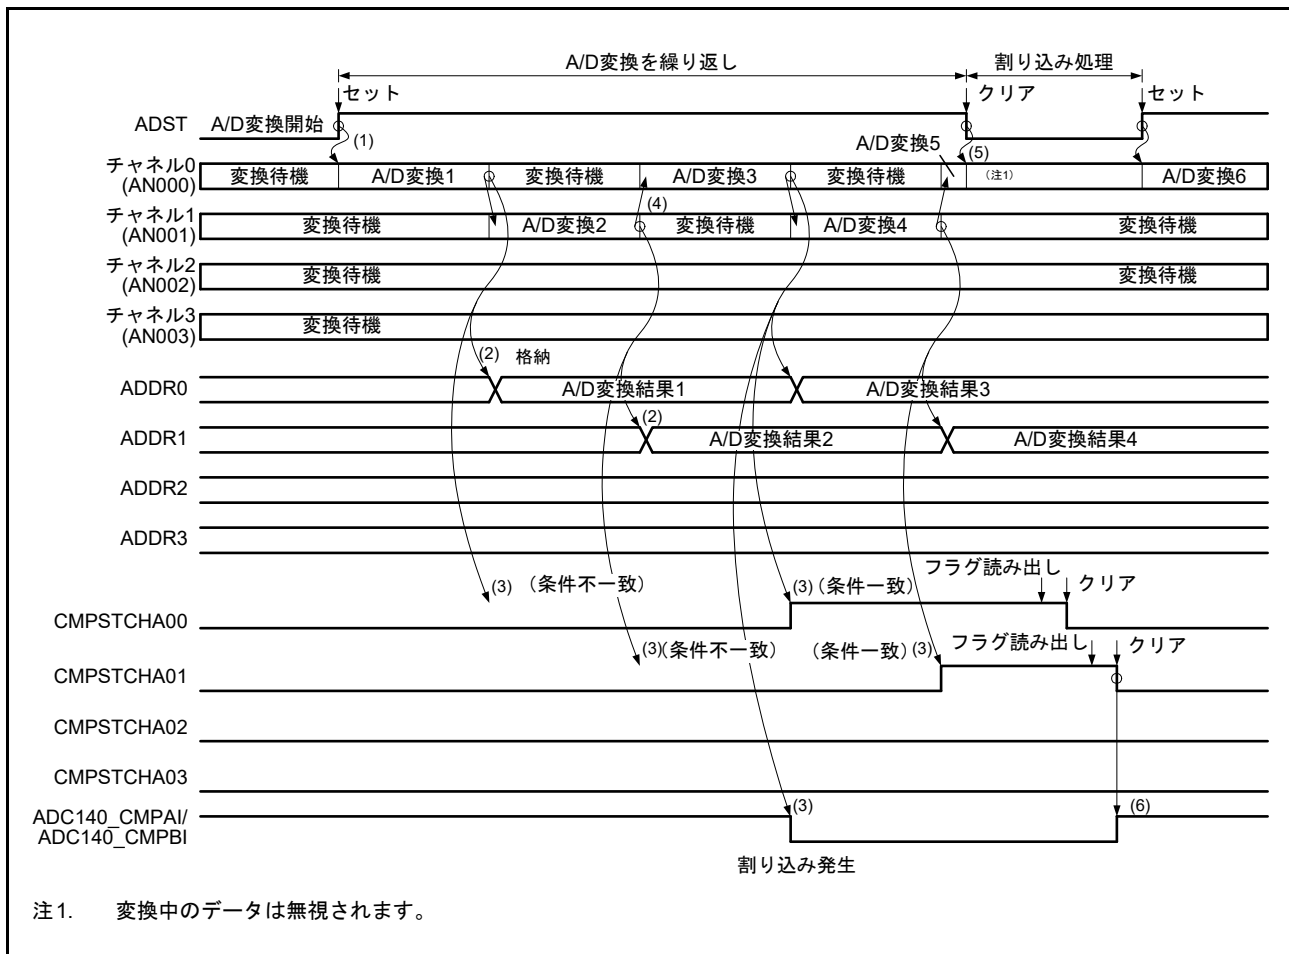 A/D変換を繰り返し 割り込み処理
セット クリア セット
ADST A/D変換開始 (1) A/D変換5 (5)
チャネル0
(AN000) 変換待機 A/D変換1 変換待機 A/D変換3 変換待機 (注1) A/D変換6
(4)
チャネル1
(AN001) 変換待機 A/D変換2 変換待機 A/D変換4 変換待機
チャネル2
(AN002) 変換待機 変換待機
チャネル3
(AN003) 変換待機
(2) 格納
ADDR0 A/D変換結果1 A/D変換結果3
(2)
ADDR1 A/D変換結果2 A/D変換結果4
ADDR2
ADDR3
フラグ読み出し
(3) (条件不一致) (3) (条件一致) クリア
CMPSTCHA00
(3)(条件不一致) (条件一致)(3) フラグ読み出し クリア
CMPSTCHA01
CMPSTCHA02
CMPSTCHA03
ADC140_CMPAI/
ADC140_CMPBI (3) (6)
割り込み発生
注1. 変換中のデータは無視されます。